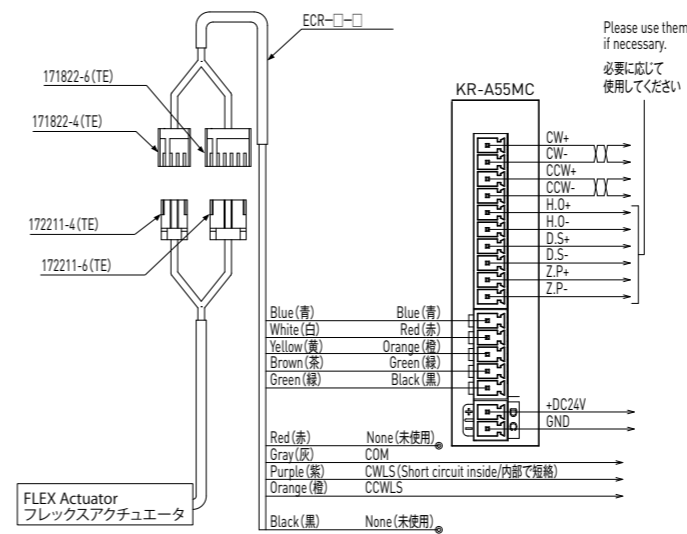 ECR-□-□
Please use them
if necessary.
必要に応じて
使用してください
171822-6(TE)
171822-4(TE)
172211-4(TE)
172211-6(TE)
KR-A55MC
CW+
CW-
CCW+
CCW-
H.O+
H.O-
D.S+
D.S-
Z.P+
Z.P-
Blue(青) Blue(青)
White(白) Red(赤)
Yellow(黄) Orange(橙)
Brown(茶) Green(緑)
Green(緑) Black(黒)
+ DC +DC24V
- GND
Red(赤) None(未使用)
Gray(灰) COM
Purple(紫) CWLS(Short circuit inside/内部で短絡)
Orange(橙) CCWLS
Black(黒) None(未使用)
FLEX Actuator
フレックスアクチュエータ